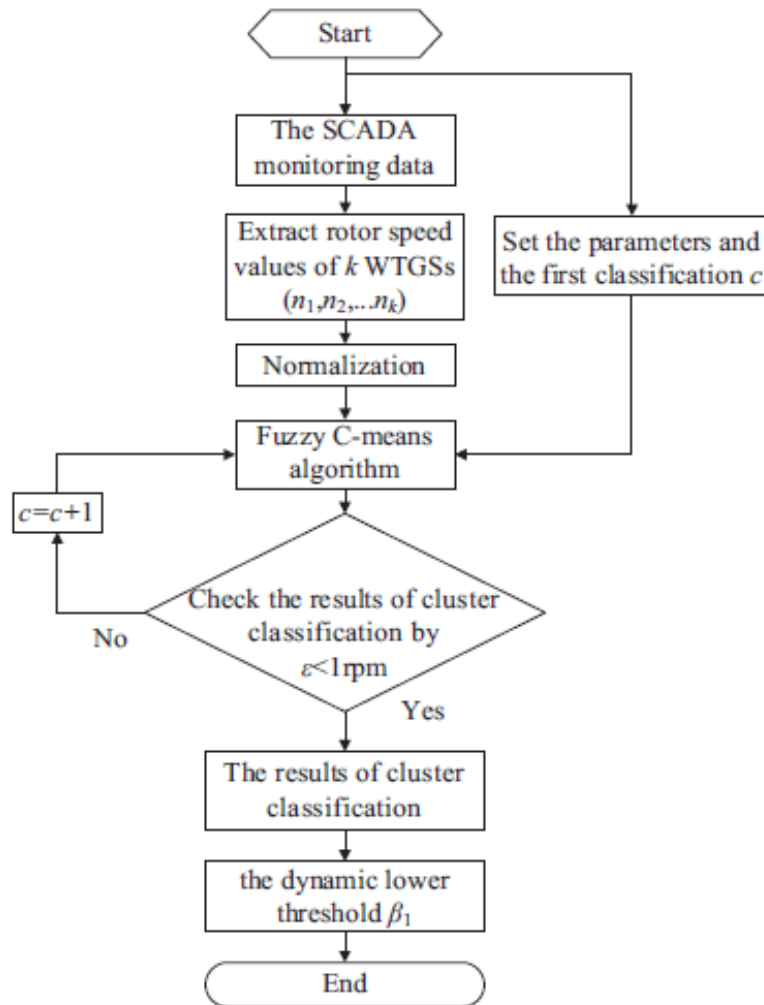 Start
The SCADA
monitoring data
Extract rotor speed
values of k WTGSs
(n₁,n₂,...nₖ)
Set the parameters and
the first classification c
Normalization
Fuzzy C-means
algorithm
c=c+1
Check the results of cluster
classification by
ε<1rpm
No
Yes
The results of cluster
classification
the dynamic lower
threshold β₁
End